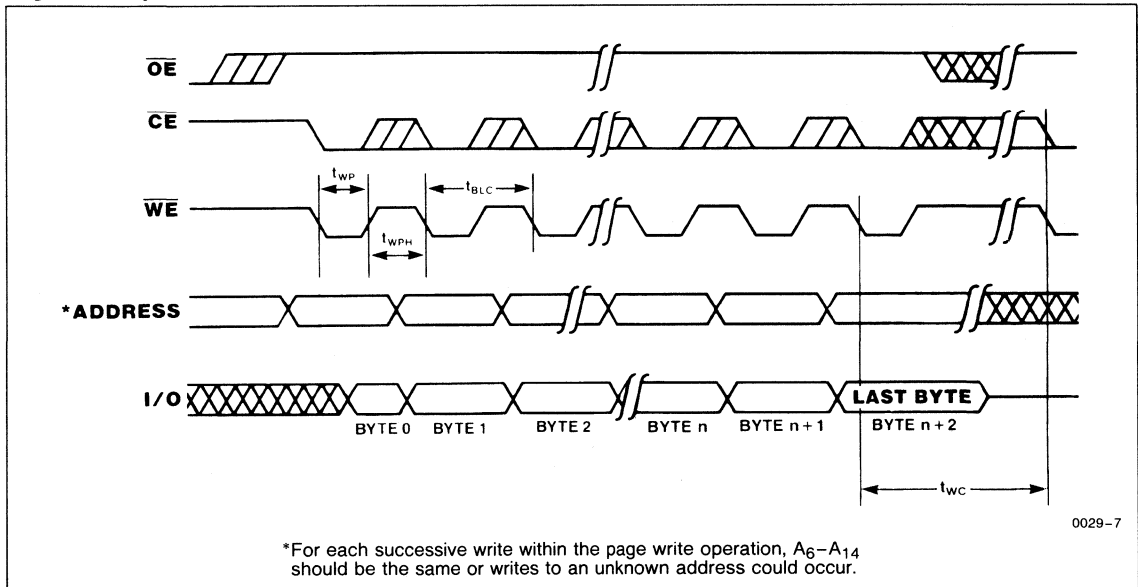 OE
CE
tWP
tBLC
WE
tWPH
*ADDRESS
I/O
LAST BYTE
BYTE 0 BYTE 1 BYTE 2 BYTE n BYTE n + 1 BYTE n + 2
tWC
0029-7
*For each successive write within the page write operation, A6–A14
should be the same or writes to an unknown address could occur.